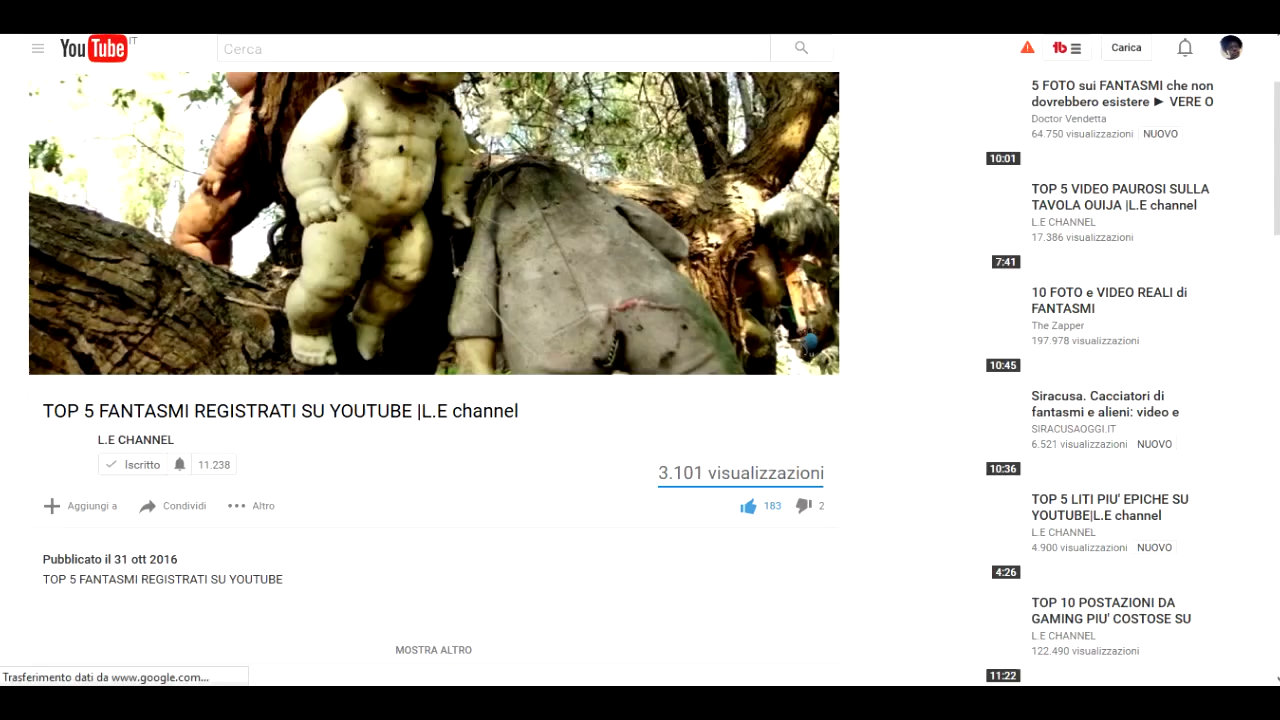 YouTube IT
Cerca
Carica
TOP 5 FANTASMI REGISTRATI SU YOUTUBE |L.E channel
L.E CHANNEL
Iscritto 11.238
3.101 visualizzazioni
Aggiungi a Condividi Altro 183 2
Pubblicato il 31 ott 2016
TOP 5 FANTASMI REGISTRATI SU YOUTUBE
MOSTRA ALTRO
Trasferimento dati da www.google.com...
5 FOTO sui FANTASMI che non
dovrebbero esistere ► VERE O
Doctor Vendetta
64.750 visualizzazioni NUOVO
10:01
TOP 5 VIDEO PAUROSI SULLA
TAVOLA OUIJA |L.E channel
L.E CHANNEL
17.386 visualizzazioni
7:41
10 FOTO e VIDEO REALI di
FANTASMI
The Zapper
197.978 visualizzazioni
10:45
Siracusa. Cacciatori di
fantasmi e alieni: video e
SIRACUSAOGGI.IT
6.521 visualizzazioni NUOVO
10:36
TOP 5 LITI PIU' EPICHE SU
YOUTUBE|L.E channel
L.E CHANNEL
4.900 visualizzazioni NUOVO
4:26
TOP 10 POSTAZIONI DA
GAMING PIU' COSTOSE SU
L.E CHANNEL
122.490 visualizzazioni
11:22